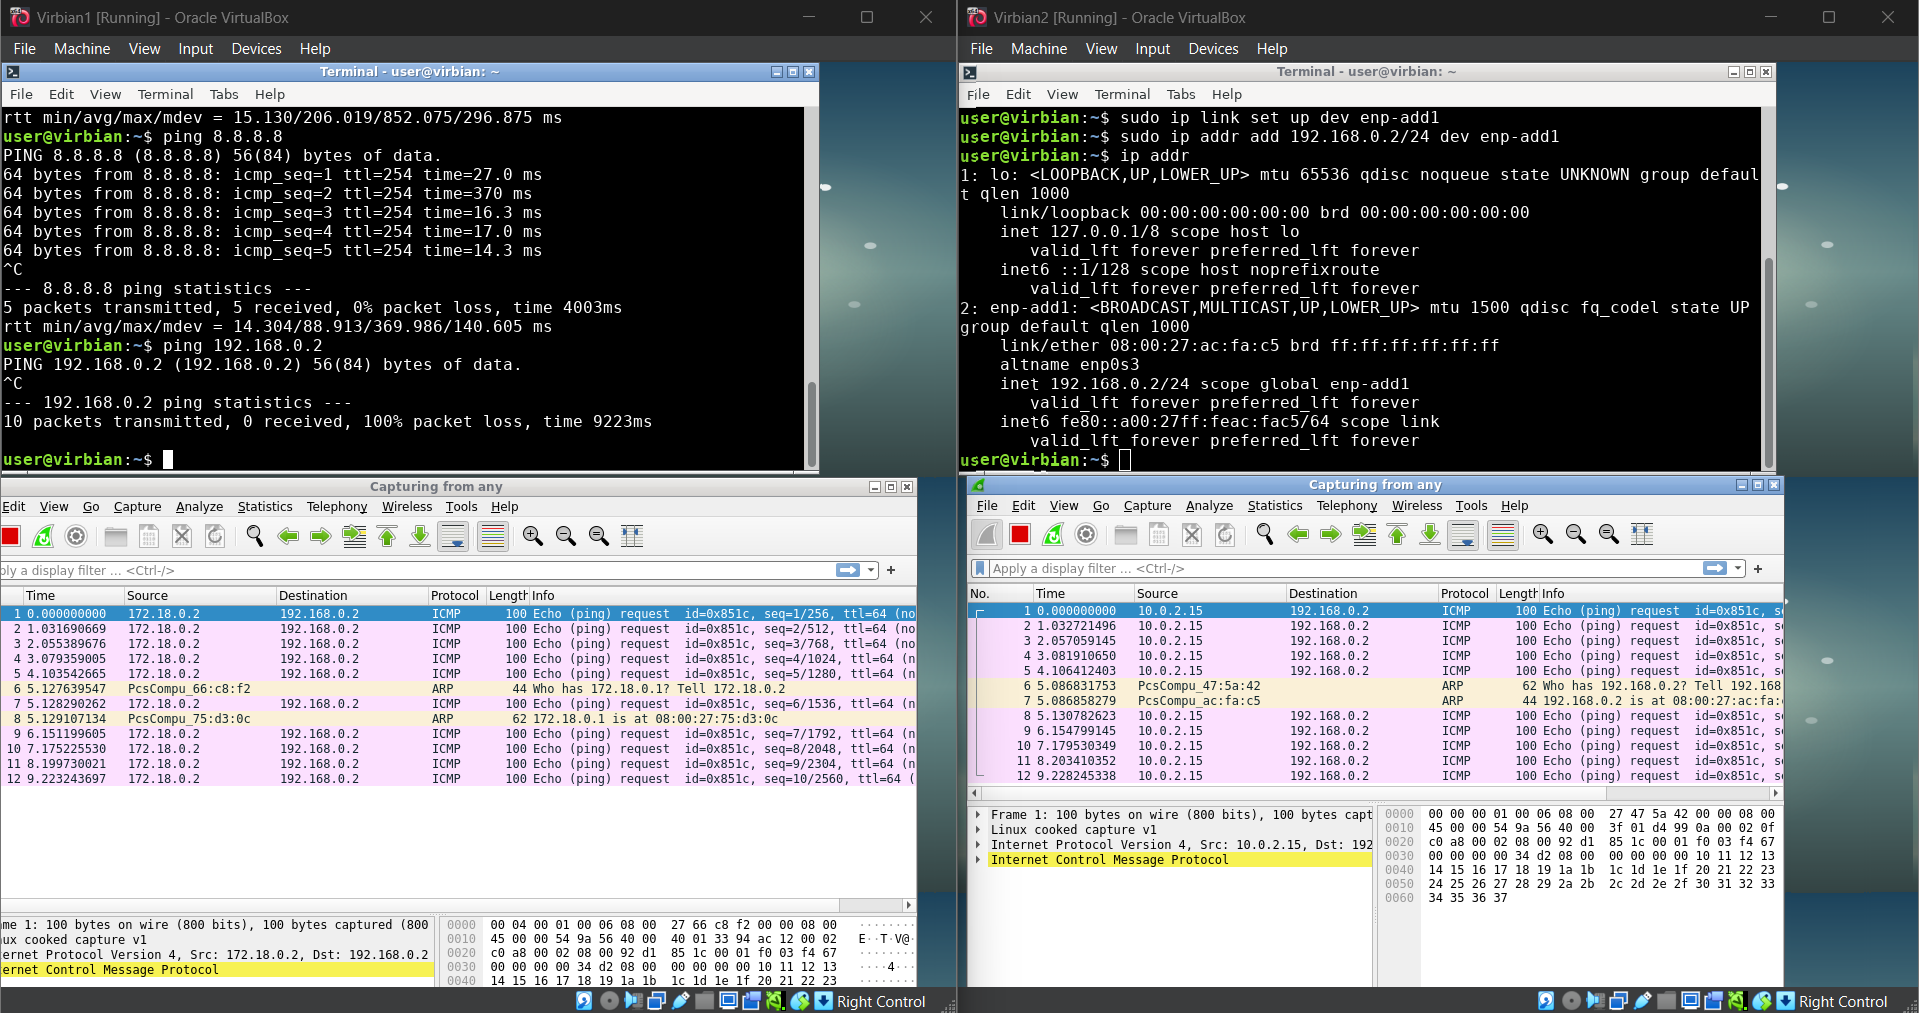 Virbian1 [Running] - Oracle VirtualBox
File Machine View Input Devices Help
Terminal - user@virbian: ~
File Edit View Terminal Tabs Help
rtt min/avg/max/mdev = 15.130/206.019/852.075/296.875 ms
user@virbian:~$ ping 8.8.8.8
PING 8.8.8.8 (8.8.8.8) 56(84) bytes of data.
64 bytes from 8.8.8.8: icmp_seq=1 ttl=254 time=27.0 ms
64 bytes from 8.8.8.8: icmp_seq=2 ttl=254 time=370 ms
64 bytes from 8.8.8.8: icmp_seq=3 ttl=254 time=16.3 ms
64 bytes from 8.8.8.8: icmp_seq=4 ttl=254 time=17.0 ms
64 bytes from 8.8.8.8: icmp_seq=5 ttl=254 time=14.3 ms
^C
--- 8.8.8.8 ping statistics ---
5 packets transmitted, 5 received, 0% packet loss, time 4003ms
rtt min/avg/max/mdev = 14.304/88.913/369.986/140.605 ms
user@virbian:~$ ping 192.168.0.2
PING 192.168.0.2 (192.168.0.2) 56(84) bytes of data.
^C
--- 192.168.0.2 ping statistics ---
10 packets transmitted, 0 received, 100% packet loss, time 9223ms
user@virbian:~$
Capturing from any
Edit View Go Capture Analyze Statistics Telephony Wireless Tools Help
ply a display filter ... <Ctrl-/>
Time Source Destination Protocol Length Info
1 0.000000000 172.18.0.2 192.168.0.2 ICMP 100 Echo (ping) request id=0x851c, seq=1/256, ttl=64 (no
2 1.031690669 172.18.0.2 192.168.0.2 ICMP 100 Echo (ping) request id=0x851c, seq=2/512, ttl=64 (no
3 2.055389676 172.18.0.2 192.168.0.2 ICMP 100 Echo (ping) request id=0x851c, seq=3/768, ttl=64 (no
4 3.079359005 172.18.0.2 192.168.0.2 ICMP 100 Echo (ping) request id=0x851c, seq=4/1024, ttl=64 (n
5 4.103542665 172.18.0.2 192.168.0.2 ICMP 100 Echo (ping) request id=0x851c, seq=5/1280, ttl=64 (n
6 5.127639547 PcsCompu_66:c8:f2 ARP 44 Who has 172.18.0.1? Tell 172.18.0.2
7 5.128290262 172.18.0.2 192.168.0.2 ICMP 100 Echo (ping) request id=0x851c, seq=6/1536, ttl=64 (n
8 5.129107134 PcsCompu_75:d3:0c ARP 62 172.18.0.1 is at 08:00:27:75:d3:0c
9 6.151199605 172.18.0.2 192.168.0.2 ICMP 100 Echo (ping) request id=0x851c, seq=7/1792, ttl=64 (n
10 7.175225530 172.18.0.2 192.168.0.2 ICMP 100 Echo (ping) request id=0x851c, seq=8/2048, ttl=64 (n
11 8.199730021 172.18.0.2 192.168.0.2 ICMP 100 Echo (ping) request id=0x851c, seq=9/2304, ttl=64 (n
12 9.223243697 172.18.0.2 192.168.0.2 ICMP 100 Echo (ping) request id=0x851c, seq=10/2560, ttl=64 (
me 1: 100 bytes on wire (800 bits), 100 bytes captured (800
ux cooked capture v1
ernet Protocol Version 4, Src: 172.18.0.2, Dst: 192.168.0.2
ernet Control Message Protocol
0000 00 04 00 01 00 06 08 00 27 66 c8 f2 00 00 08 00 ········
0010 45 00 00 54 9a 56 40 00 40 01 33 94 ac 12 00 02 E··T·V@·
0020 c0 a8 00 02 08 00 92 d1 85 1c 00 01 f0 03 f4 67 ········
0030 00 00 00 00 34 d2 08 00 00 00 00 00 10 11 12 13 ····4···
0040 14 15 16 17 18 19 1a 1b 1c 1d 1e 1f 20 21 22 23
Right Control
Virbian2 [Running] - Oracle VirtualBox
File Machine View Input Devices Help
Terminal - user@virbian: ~
File Edit View Terminal Tabs Help
user@virbian:~$ sudo ip link set up dev enp-add1
user@virbian:~$ sudo ip addr add 192.168.0.2/24 dev enp-add1
user@virbian:~$ ip addr
1: lo: <LOOPBACK,UP,LOWER_UP> mtu 65536 qdisc noqueue state UNKNOWN group defaul
t qlen 1000
link/loopback 00:00:00:00:00:00 brd 00:00:00:00:00:00
inet 127.0.0.1/8 scope host lo
valid_lft forever preferred_lft forever
inet6 ::1/128 scope host noprefixroute
valid_lft forever preferred_lft forever
2: enp-add1: <BROADCAST,MULTICAST,UP,LOWER_UP> mtu 1500 qdisc fq_codel state UP
group default qlen 1000
link/ether 08:00:27:ac:fa:c5 brd ff:ff:ff:ff:ff:ff
altname enp0s3
inet 192.168.0.2/24 scope global enp-add1
valid_lft forever preferred_lft forever
inet6 fe80::a00:27ff:feac:fac5/64 scope link
valid_lft forever preferred_lft forever
user@virbian:~$
Capturing from any
File Edit View Go Capture Analyze Statistics Telephony Wireless Tools Help
Apply a display filter ... <Ctrl-/>
No. Time Source Destination Protocol Length Info
1 0.000000000 10.0.2.15 192.168.0.2 ICMP 100 Echo (ping) request id=0x851c, s
2 1.032721496 10.0.2.15 192.168.0.2 ICMP 100 Echo (ping) request id=0x851c, s
3 2.057059145 10.0.2.15 192.168.0.2 ICMP 100 Echo (ping) request id=0x851c, s
4 3.081910650 10.0.2.15 192.168.0.2 ICMP 100 Echo (ping) request id=0x851c, s
5 4.106412403 10.0.2.15 192.168.0.2 ICMP 100 Echo (ping) request id=0x851c, s
6 5.086831753 PcsCompu_47:5a:42 ARP 62 Who has 192.168.0.2? Tell 192.168
7 5.086858279 PcsCompu_ac:fa:c5 ARP 44 192.168.0.2 is at 08:00:27:ac:fa:
8 5.130782623 10.0.2.15 192.168.0.2 ICMP 100 Echo (ping) request id=0x851c, s
9 6.154799145 10.0.2.15 192.168.0.2 ICMP 100 Echo (ping) request id=0x851c, s
10 7.179530349 10.0.2.15 192.168.0.2 ICMP 100 Echo (ping) request id=0x851c, s
11 8.203410352 10.0.2.15 192.168.0.2 ICMP 100 Echo (ping) request id=0x851c, s
12 9.228245338 10.0.2.15 192.168.0.2 ICMP 100 Echo (ping) request id=0x851c, s
Frame 1: 100 bytes on wire (800 bits), 100 bytes capt
Linux cooked capture v1
Internet Protocol Version 4, Src: 10.0.2.15, Dst: 192
Internet Control Message Protocol
0000 00 00 00 01 00 06 08 00 27 47 5a 42 00 00 08 00
0010 45 00 00 54 9a 56 40 00 3f 01 d4 99 0a 00 02 0f
0020 c0 a8 00 02 08 00 92 d1 85 1c 00 01 f0 03 f4 67
0030 00 00 00 00 34 d2 08 00 00 00 00 00 10 11 12 13
0040 14 15 16 17 18 19 1a 1b 1c 1d 1e 1f 20 21 22 23
0050 24 25 26 27 28 29 2a 2b 2c 2d 2e 2f 30 31 32 33
0060 34 35 36 37
Right Control